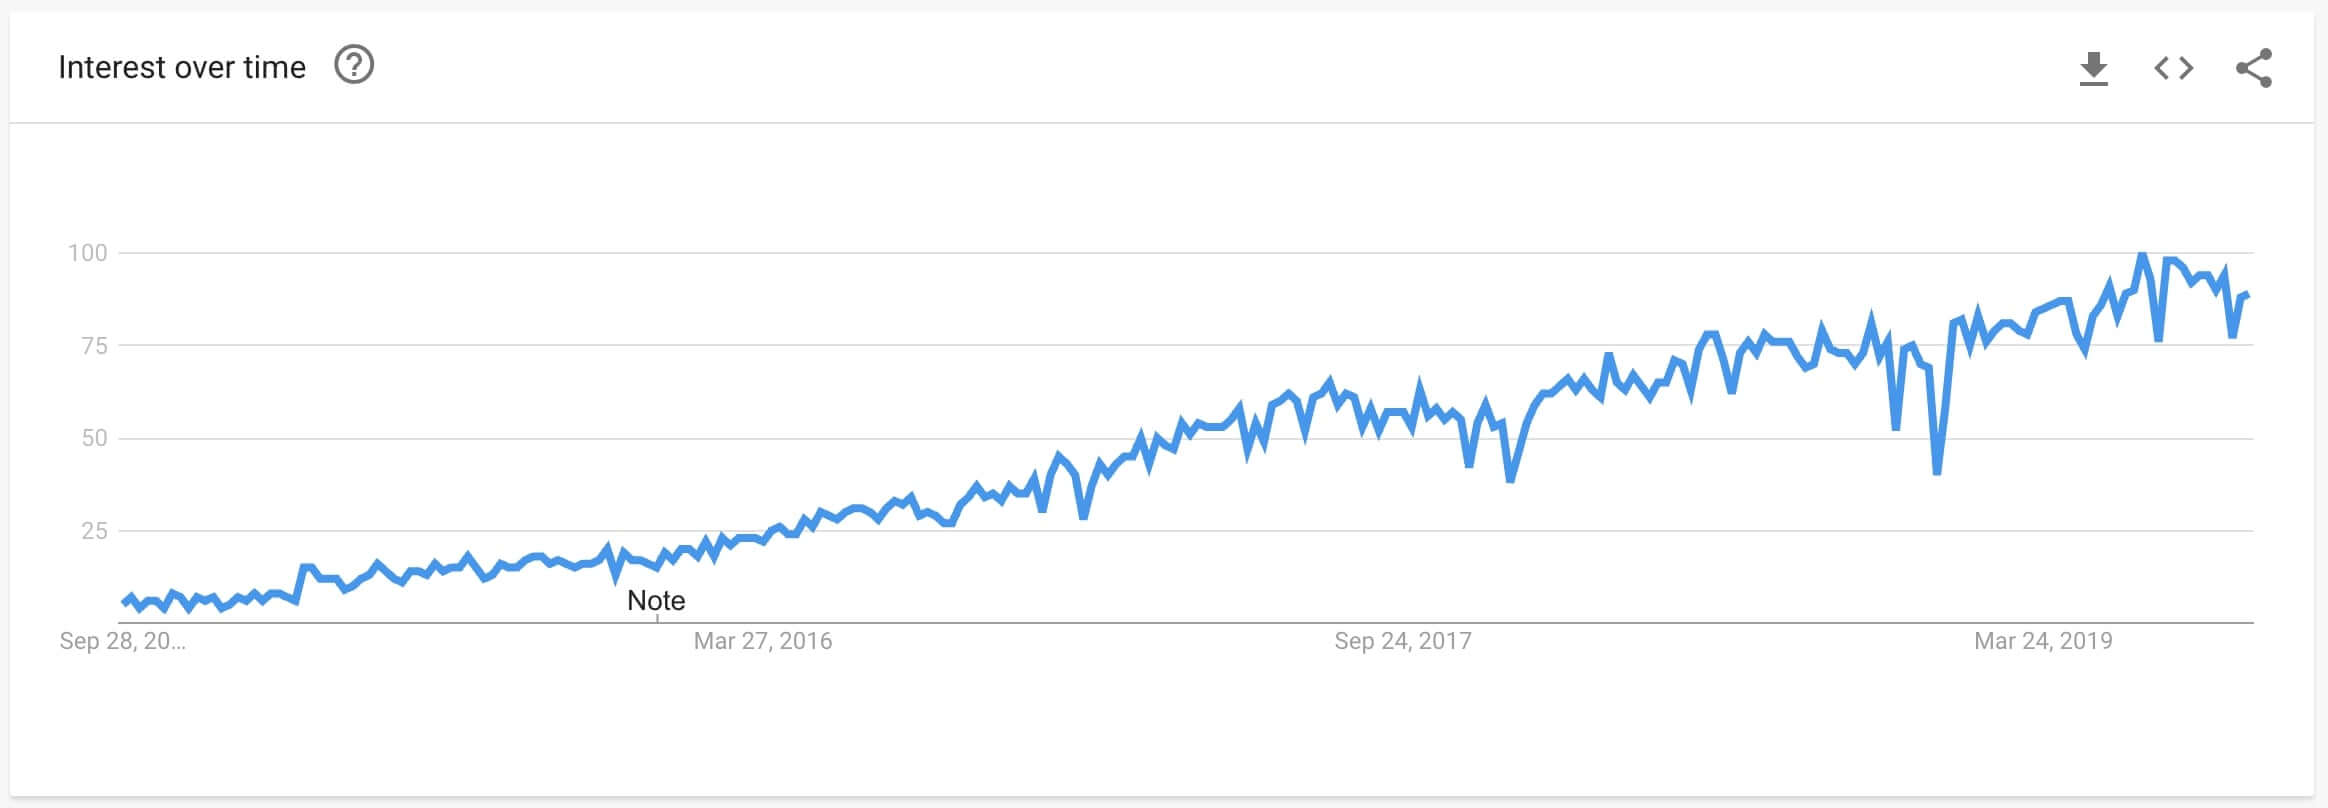 Interest over time
100
75
50
25
Note
Sep 28, 20...
Mar 27, 2016
Sep 24, 2017
Mar 24, 2019